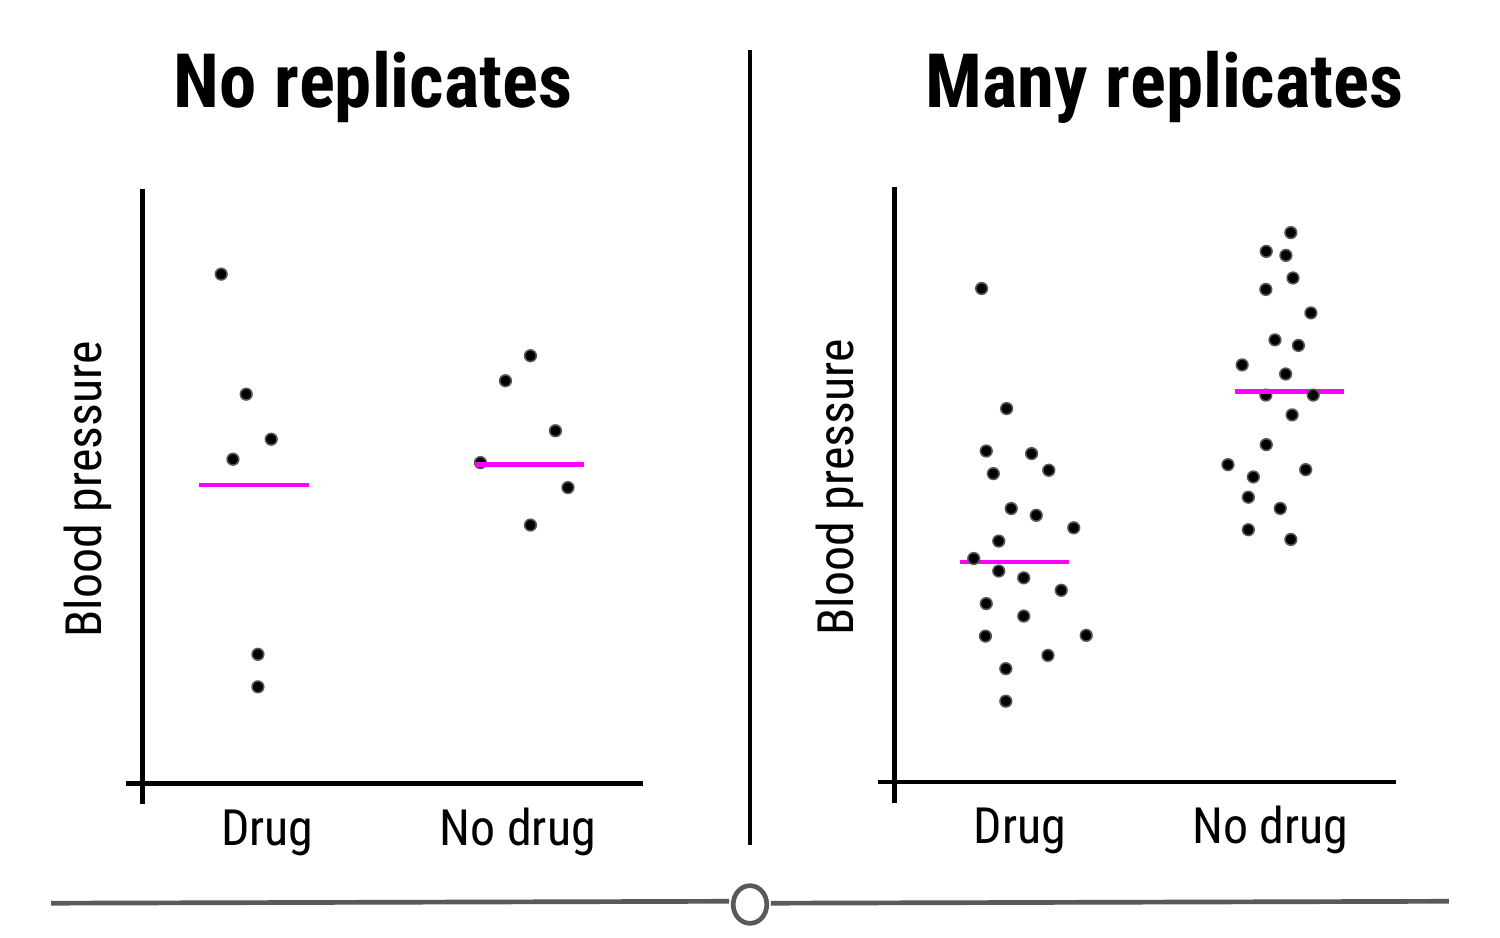 No replicates
Blood pressure
Drug
No drug
Many replicates
Blood pressure
Drug
No drug